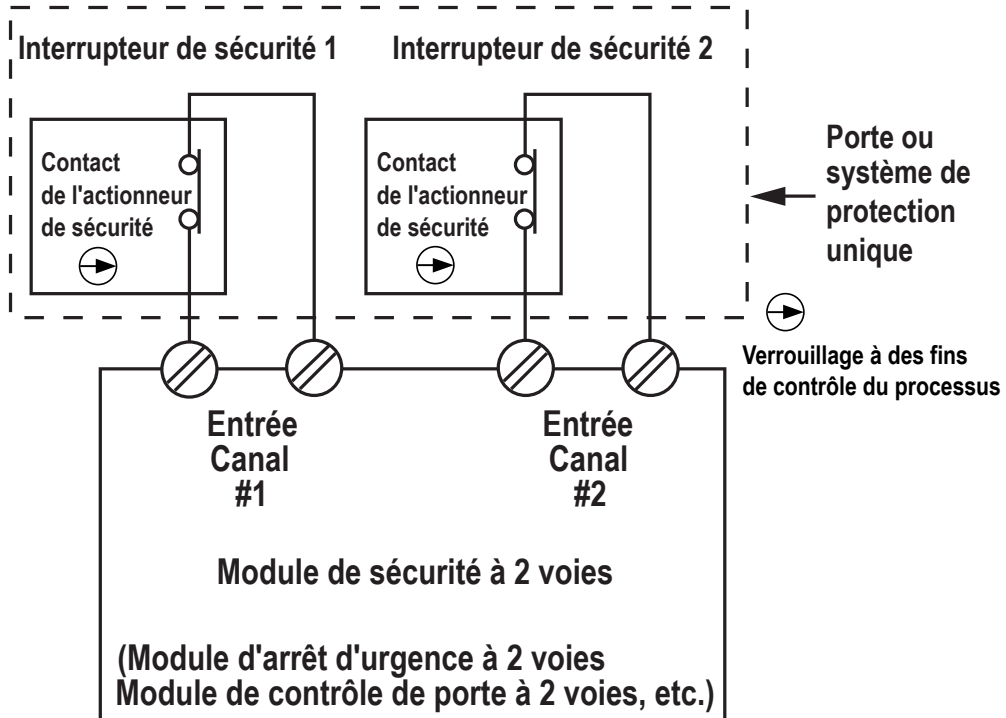 Interrupteur de sécurité 1
Interrupteur de sécurité 2
Contact
de l'actionneur
de sécurité
Contact
de l'actionneur
de sécurité
Porte ou
système de
protection
unique
Verrouillage à des fins
de contrôle du processus
Entrée
Canal
#1
Entrée
Canal
#2
Module de sécurité à 2 voies
(Module d'arrêt d'urgence à 2 voies
Module de contrôle de porte à 2 voies, etc.)